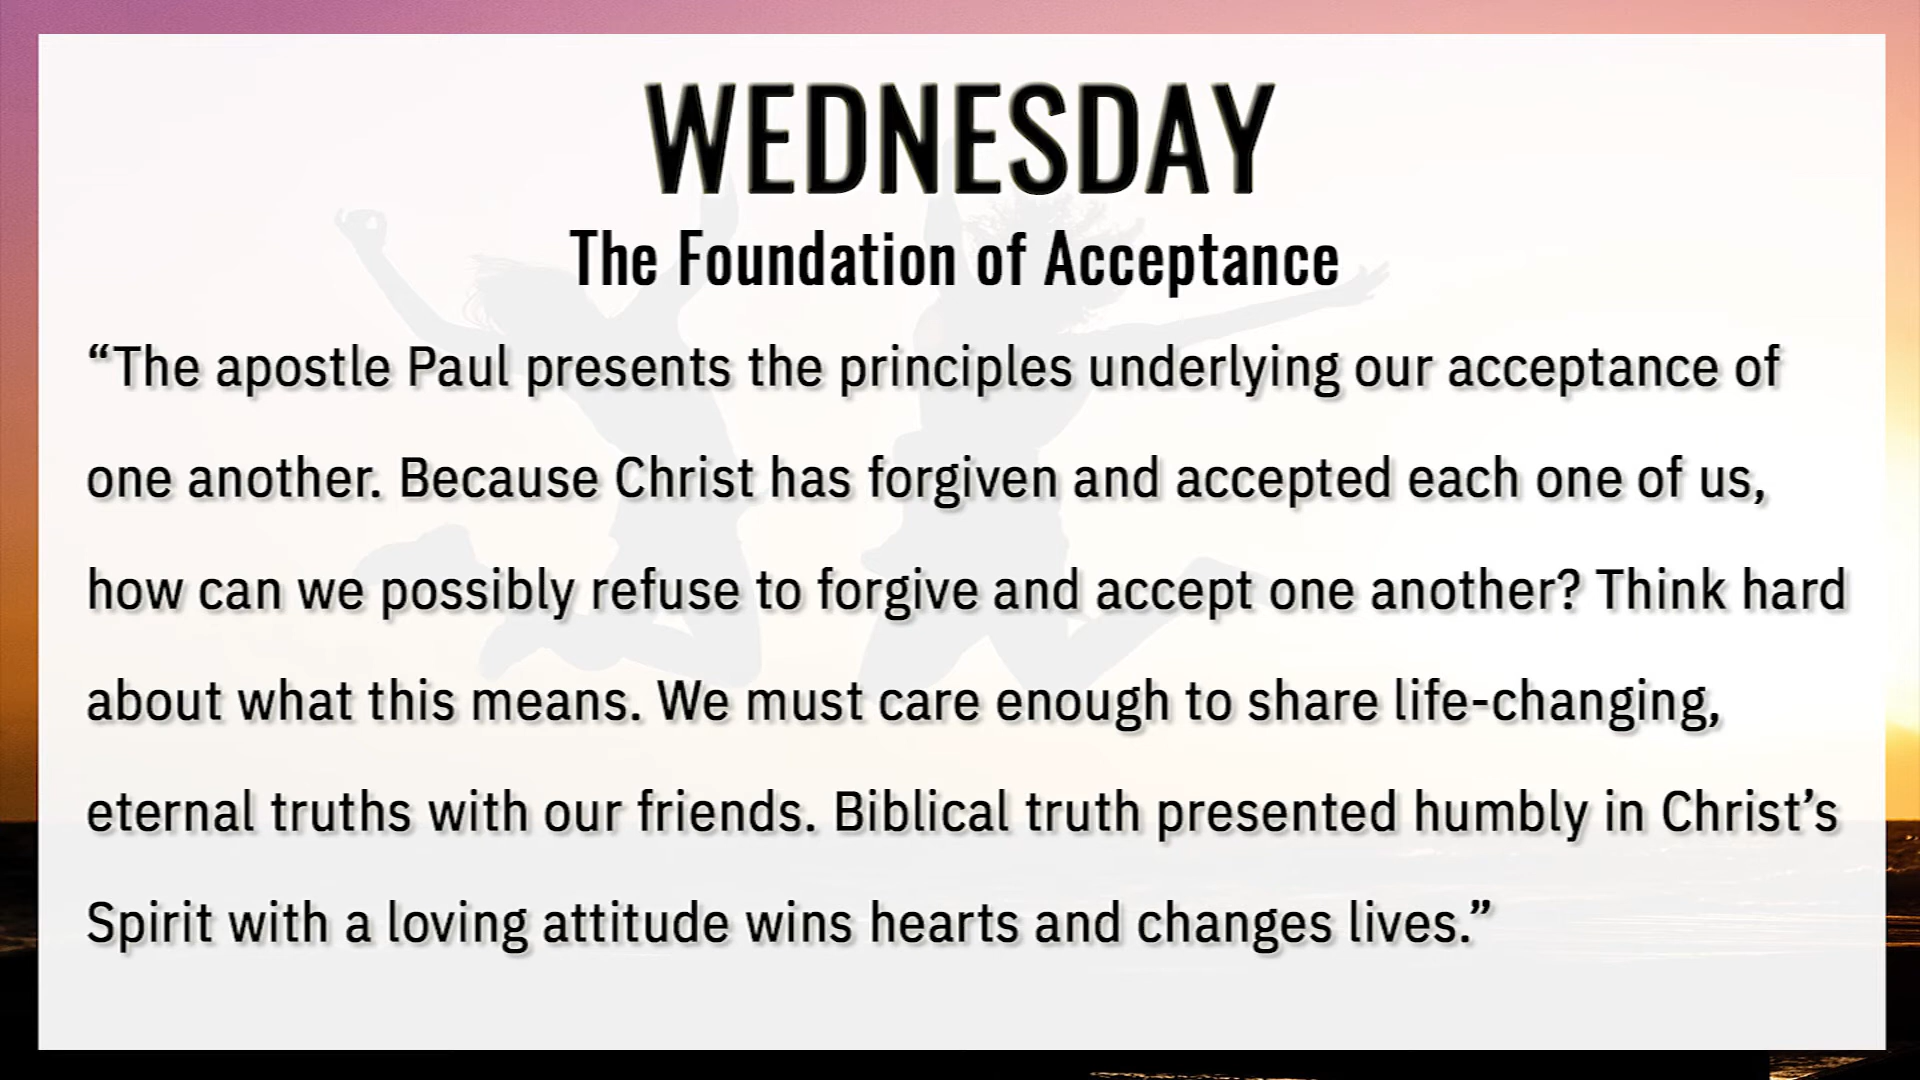 WEDNESDAY
The Foundation of Acceptance
“The apostle Paul presents the principles underlying our acceptance of
one another. Because Christ has forgiven and accepted each one of us,
how can we possibly refuse to forgive and accept one another? Think hard
about what this means. We must care enough to share life-changing,
eternal truths with our friends. Biblical truth presented humbly in Christ’s
Spirit with a loving attitude wins hearts and changes lives.”